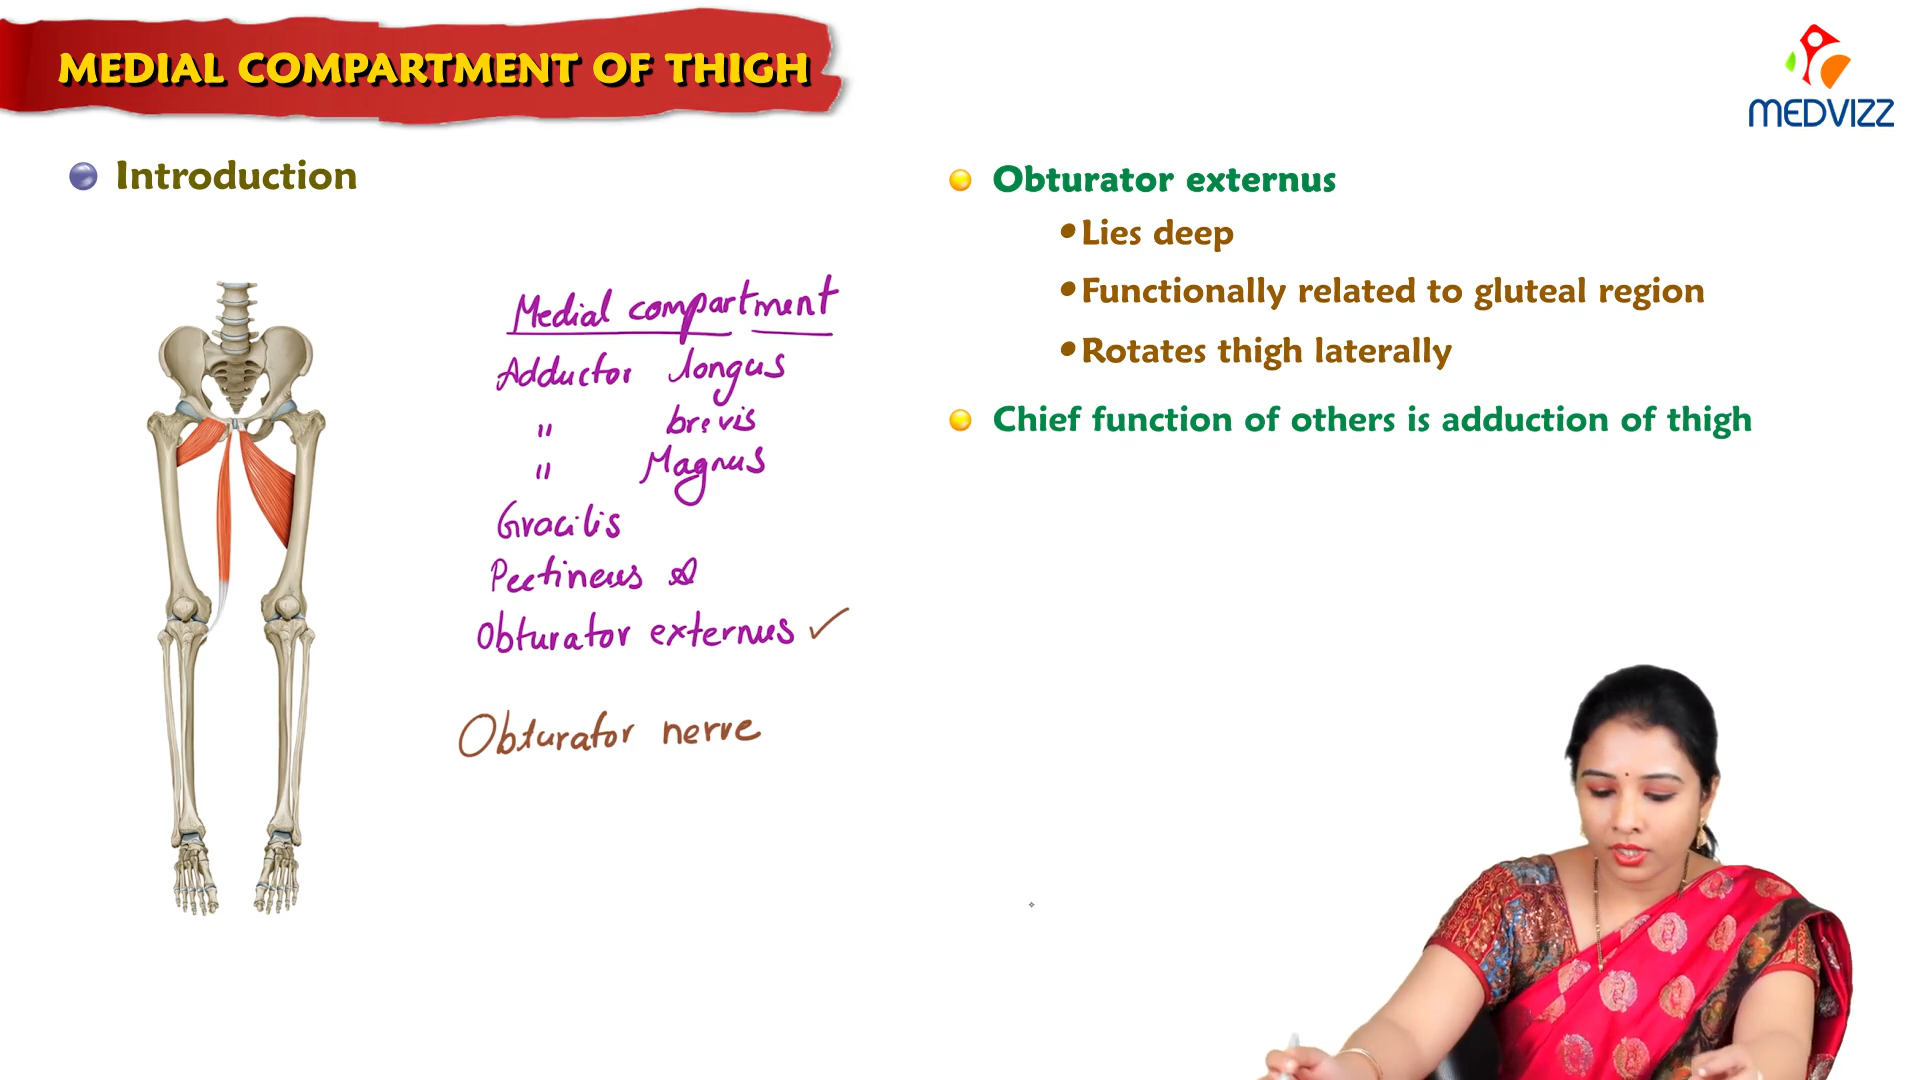 MEDIAL COMPARTMENT OF THIGH
MEDVIZZ
Introduction
Medial compartment
Adductor longus
" brevis
" Magnus
Gracilis
Pectineus &
Obturator externus ✓
Obturator nerve
Obturator externus
•Lies deep
•Functionally related to gluteal region
•Rotates thigh laterally
Chief function of others is adduction of thigh